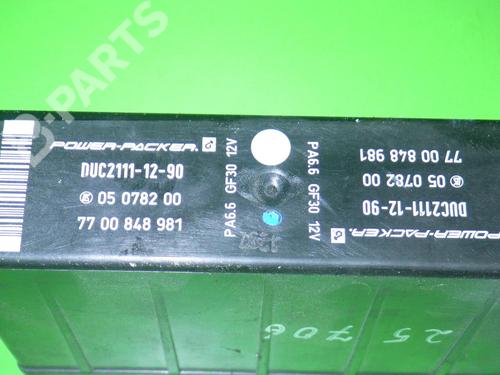 B-PARTS
POWER-PACKER.
DUC2111-12-90
05 0782 00
77 00 848 981
PA6.6 GF30 12V
PA6.6 GF30 12V
POWER-PACKER.
DUC2111-12-90
05 0782 00
77 00 848 981
25 706